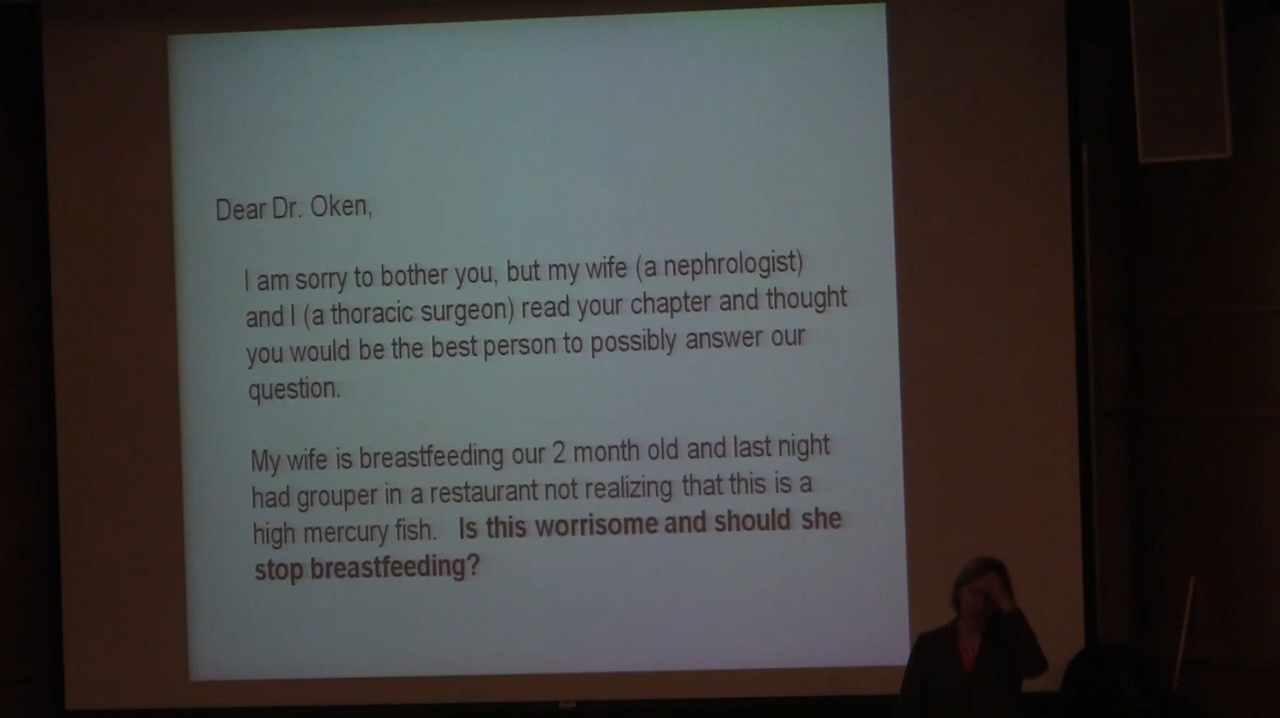 Dear Dr. Oken,
I am sorry to bother you, but my wife (a nephrologist)
and I (a thoracic surgeon) read your chapter and thought
you would be the best person to possibly answer our
question.
My wife is breastfeeding our 2 month old and last night
had grouper in a restaurant not realizing that this is a
high mercury fish. Is this worrisome and should she
stop breastfeeding?